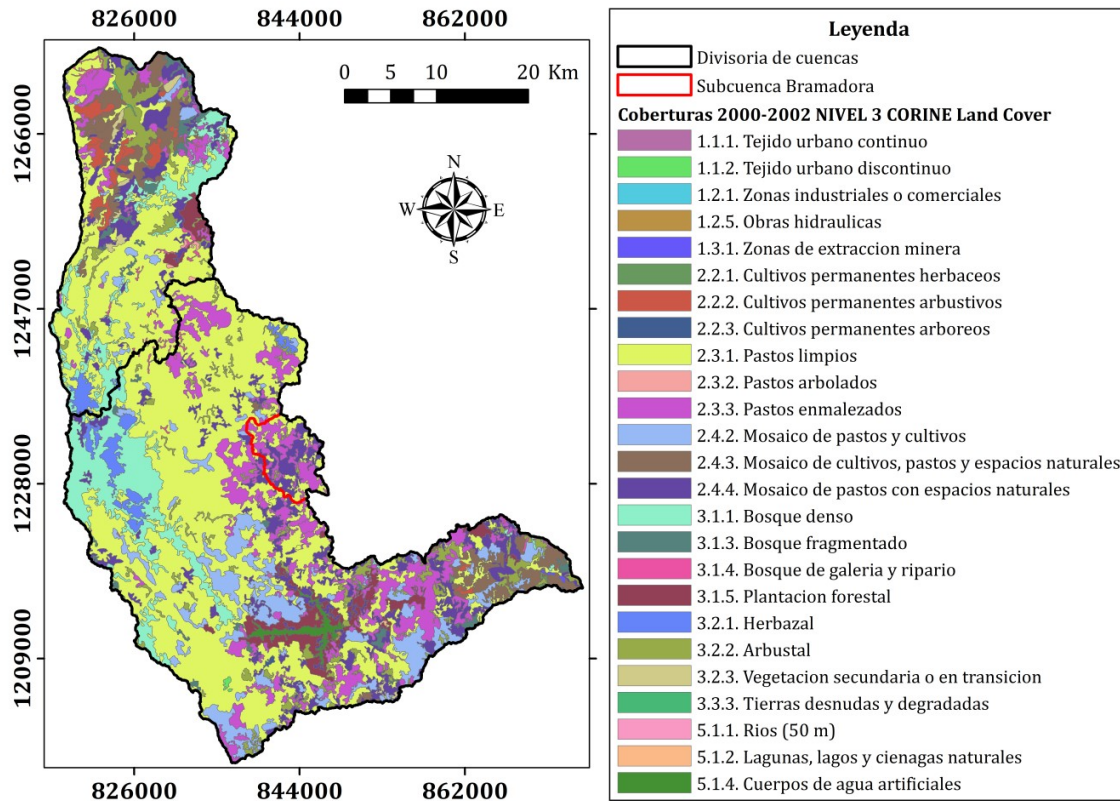 826000 844000 862000
Leyenda
Divisoria de cuencas
Subcuenca Bramadora
Coberturas 2000-2002 NIVEL 3 CORINE Land Cover
1.1.1. Tejido urbano continuo
1.1.2. Tejido urbano discontinuo
1.2.1. Zonas industriales o comerciales
1.2.5. Obras hidraulicas
1.3.1. Zonas de extraccion minera
2.2.1. Cultivos permanentes herbaceos
2.2.2. Cultivos permanentes arbustivos
2.2.3. Cultivos permanentes arboreos
2.3.1. Pastos limpios
2.3.2. Pastos arbolados
2.3.3. Pastos enmalezados
2.4.2. Mosaico de pastos y cultivos
2.4.3. Mosaico de cultivos, pastos y espacios naturales
2.4.4. Mosaico de pastos con espacios naturales
3.1.1. Bosque denso
3.1.3. Bosque fragmentado
3.1.4. Bosque de galeria y ripario
3.1.5. Plantacion forestal
3.2.1. Herbazal
3.2.2. Arbustal
3.2.3. Vegetacion secundaria o en transicion
3.3.3. Tierras desnudas y degradadas
5.1.1. Rios (50 m)
5.1.2. Lagunas, lagos y cienagas naturales
5.1.4. Cuerpos de agua artificiales
0 5 10 20 Km
N
W E
S
1266000
1247000
1228000
1209000
826000 844000 862000